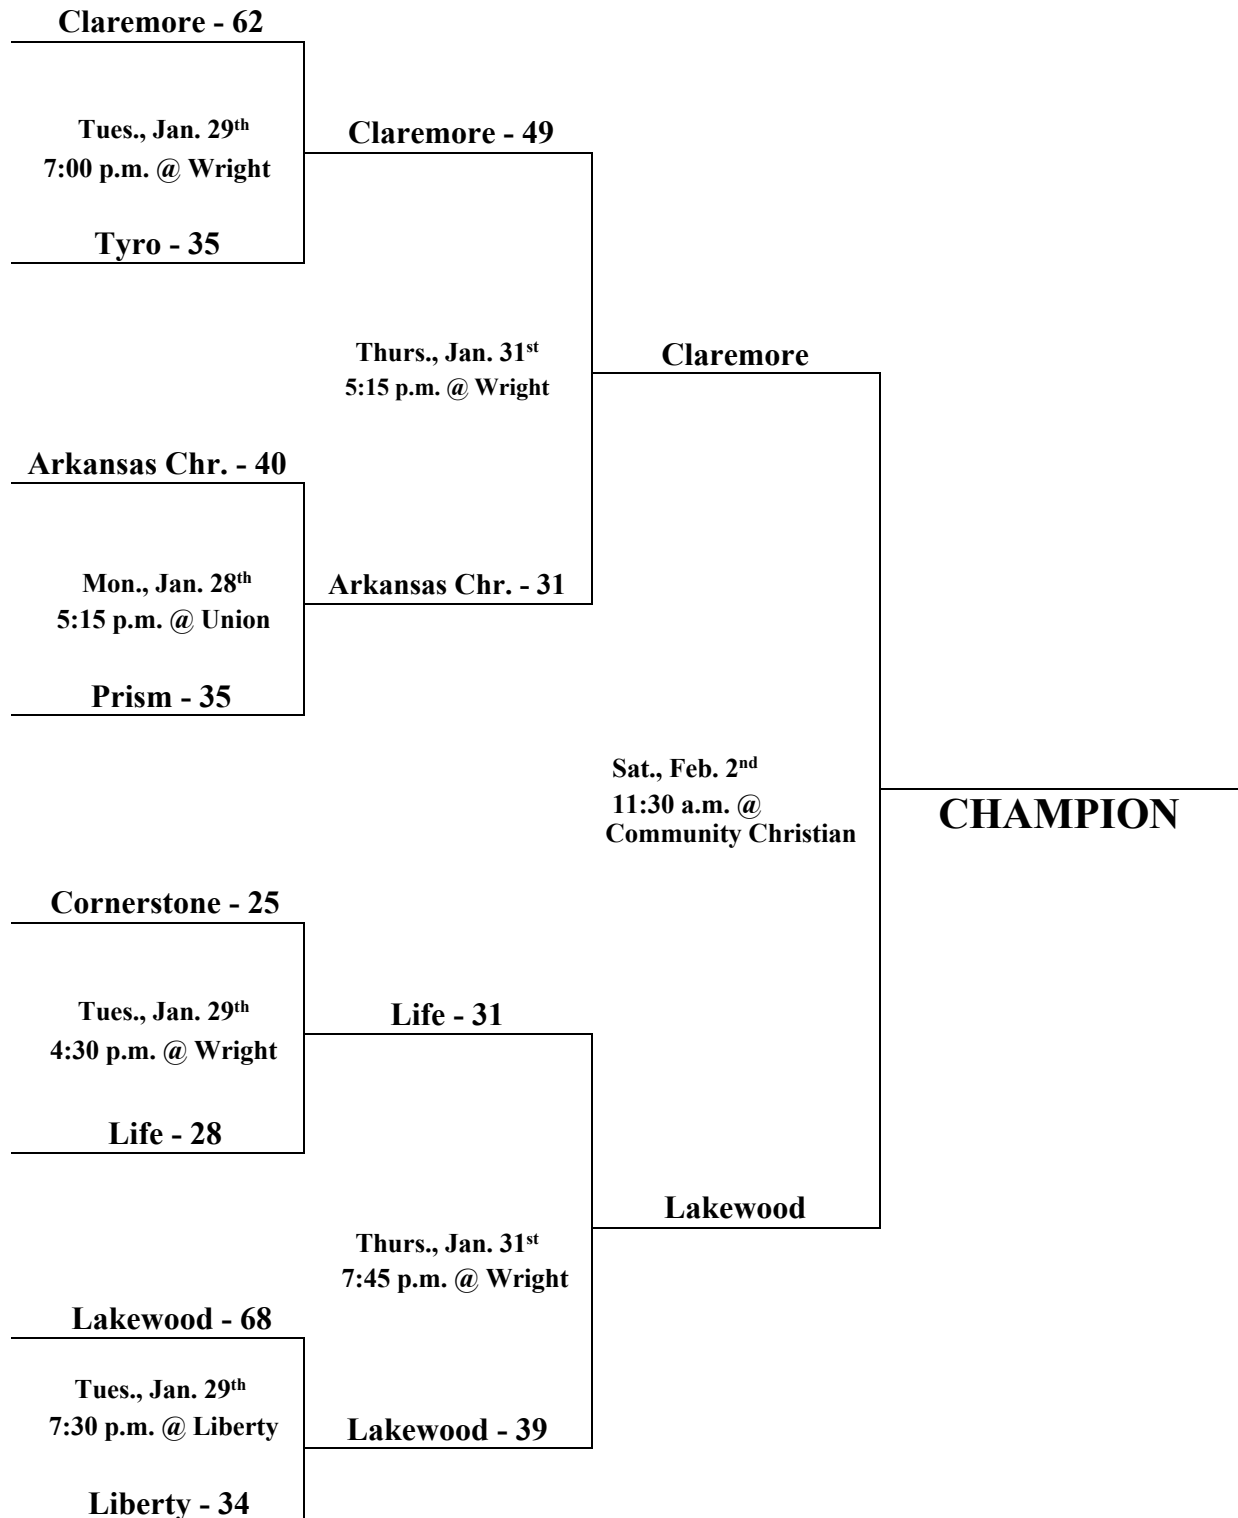 Claremore - 62
Tues., Jan. 29th
7:00 p.m. @ Wright
Tyro - 35
Claremore - 49
Thurs., Jan. 31st
5:15 p.m. @ Wright
Claremore
Arkansas Chr. - 40
Mon., Jan. 28th
5:15 p.m. @ Union
Prism - 35
Arkansas Chr. - 31
Sat., Feb. 2nd
11:30 a.m. @
Community Christian
CHAMPION
Cornerstone - 25
Tues., Jan. 29th
4:30 p.m. @ Wright
Life - 28
Life - 31
Thurs., Jan. 31st
7:45 p.m. @ Wright
Lakewood
Lakewood - 68
Tues., Jan. 29th
7:30 p.m. @ Liberty
Liberty - 34
Lakewood - 39